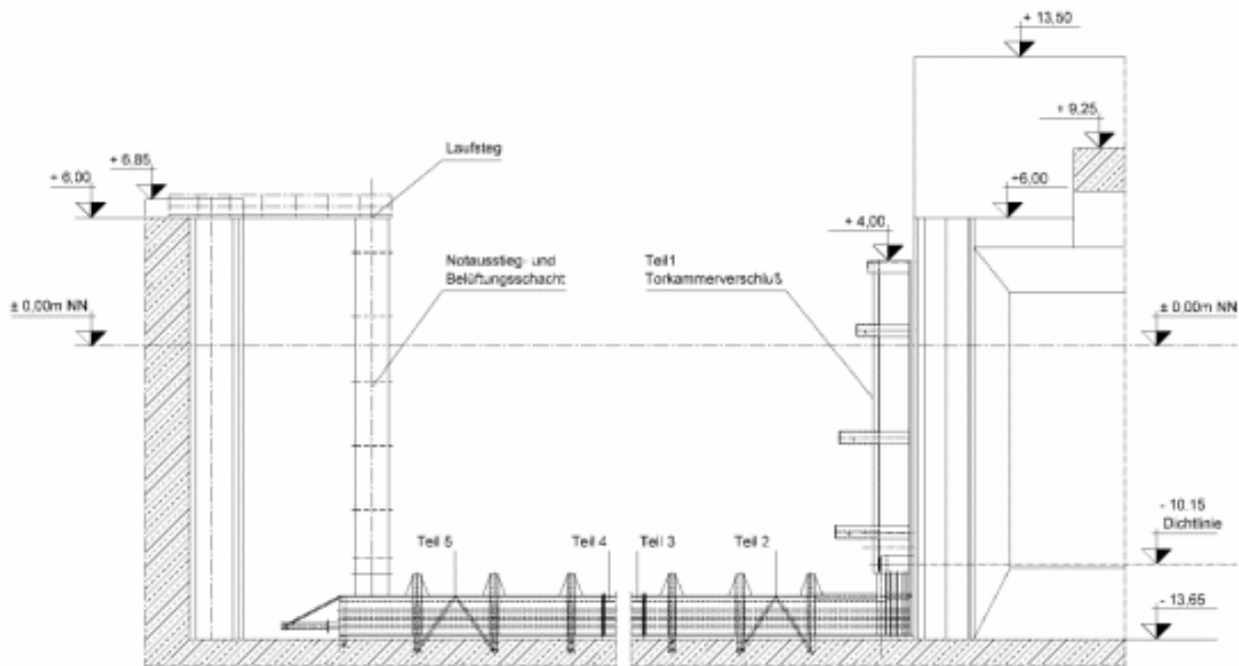 + 13,50
+ 9,25
Laufsteg
+ 6.85
+ 6,00
+6,00
+ 4,00
Notausstieg- und
Belüftungsschacht
Teil1
Torkammerverschluß
± 0,00m NN
± 0,00m NN
- 10.15
Dichtlinie
Teil 5
Teil 4
Teil 3
Teil 2
- 13,65